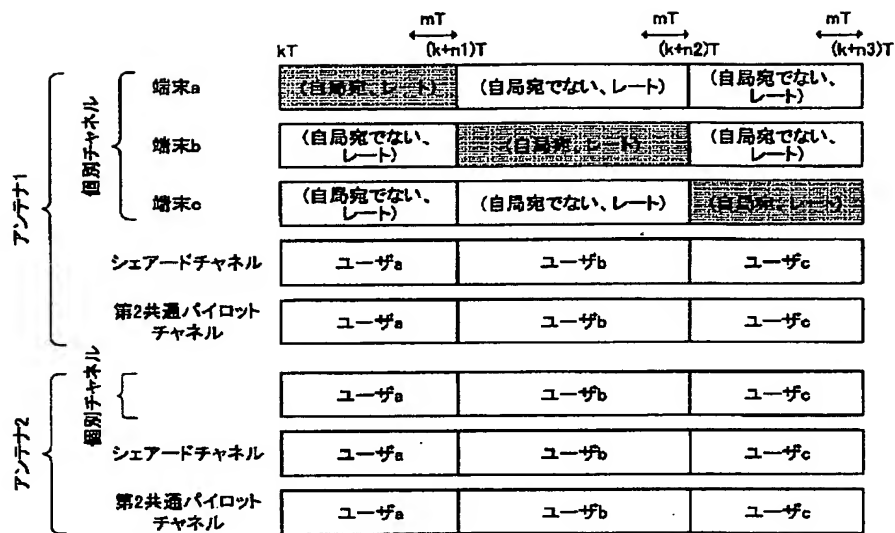 mT mT mT
kT (k+n1)T (k+n2)T (k+n3)T
アンテナ1
個別チャネル
端末a
(自局宛、レート)
(自局宛でない、レート)
(自局宛でない、
レート)
端末b
(自局宛でない、
レート)
(自局宛、レート)
(自局宛でない、
レート)
端末c
(自局宛でない、
レート)
(自局宛でない、レート)
(自局宛、レート)
シェアードチャネル
ユーザa ユーザb ユーザc
第2共通パイロット
チャネル
ユーザa ユーザb ユーザc
アンテナ2
個別チャネル
ユーザa ユーザb ユーザc
シェアードチャネル
ユーザa ユーザb ユーザc
第2共通パイロット
チャネル
ユーザa ユーザb ユーザc